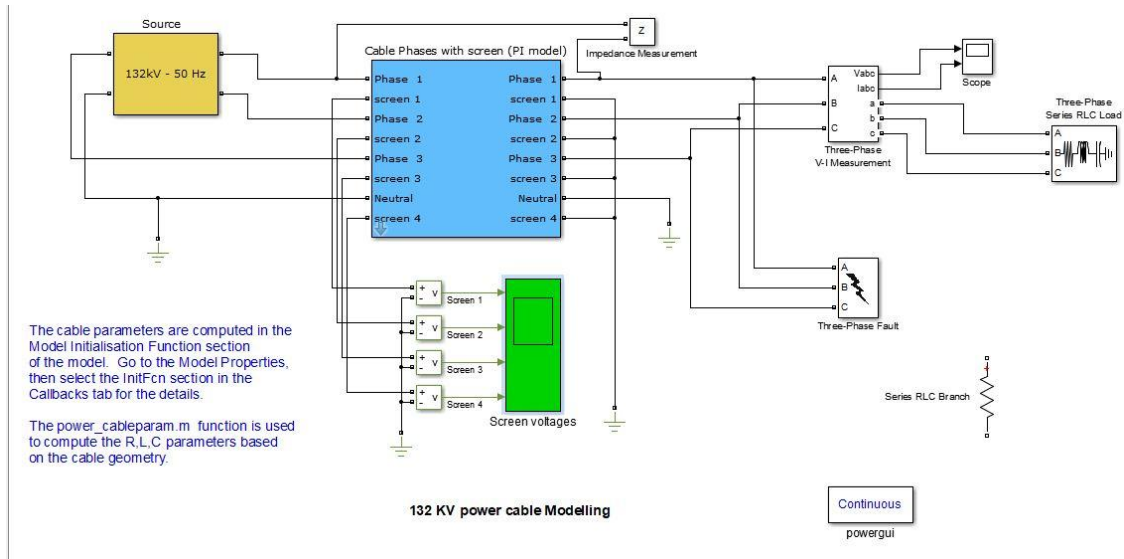 Source
132kV - 50 Hz
Cable Phases with screen (PI model)
Phase 1
screen 1
Phase 2
screen 2
Phase 3
screen 3
Neutral
screen 4
Phase 1
screen 1
Phase 2
screen 2
Phase 3
screen 3
Neutral
screen 4
Z
Impedance Measurement
A
B
C
Vabc
Iabc
a
b
c
Three-Phase
V-I Measurement
Scope
Three-Phase
Series RLC Load
A
B
C
A
B
C
Three-Phase Fault
+
-
v
Screen 1
+
-
v
Screen 2
+
-
v
Screen 3
+
-
v
Screen 4
Screen voltages
+
Series RLC Branch
The cable parameters are computed in the
Model Initialisation Function section
of the model. Go to the Model Properties,
then select the InitFcn section in the
Callbacks tab for the details.
The power_cableparam.m function is used
to compute the R,L,C parameters based
on the cable geometry.
132 KV power cable Modelling
Continuous
powergui